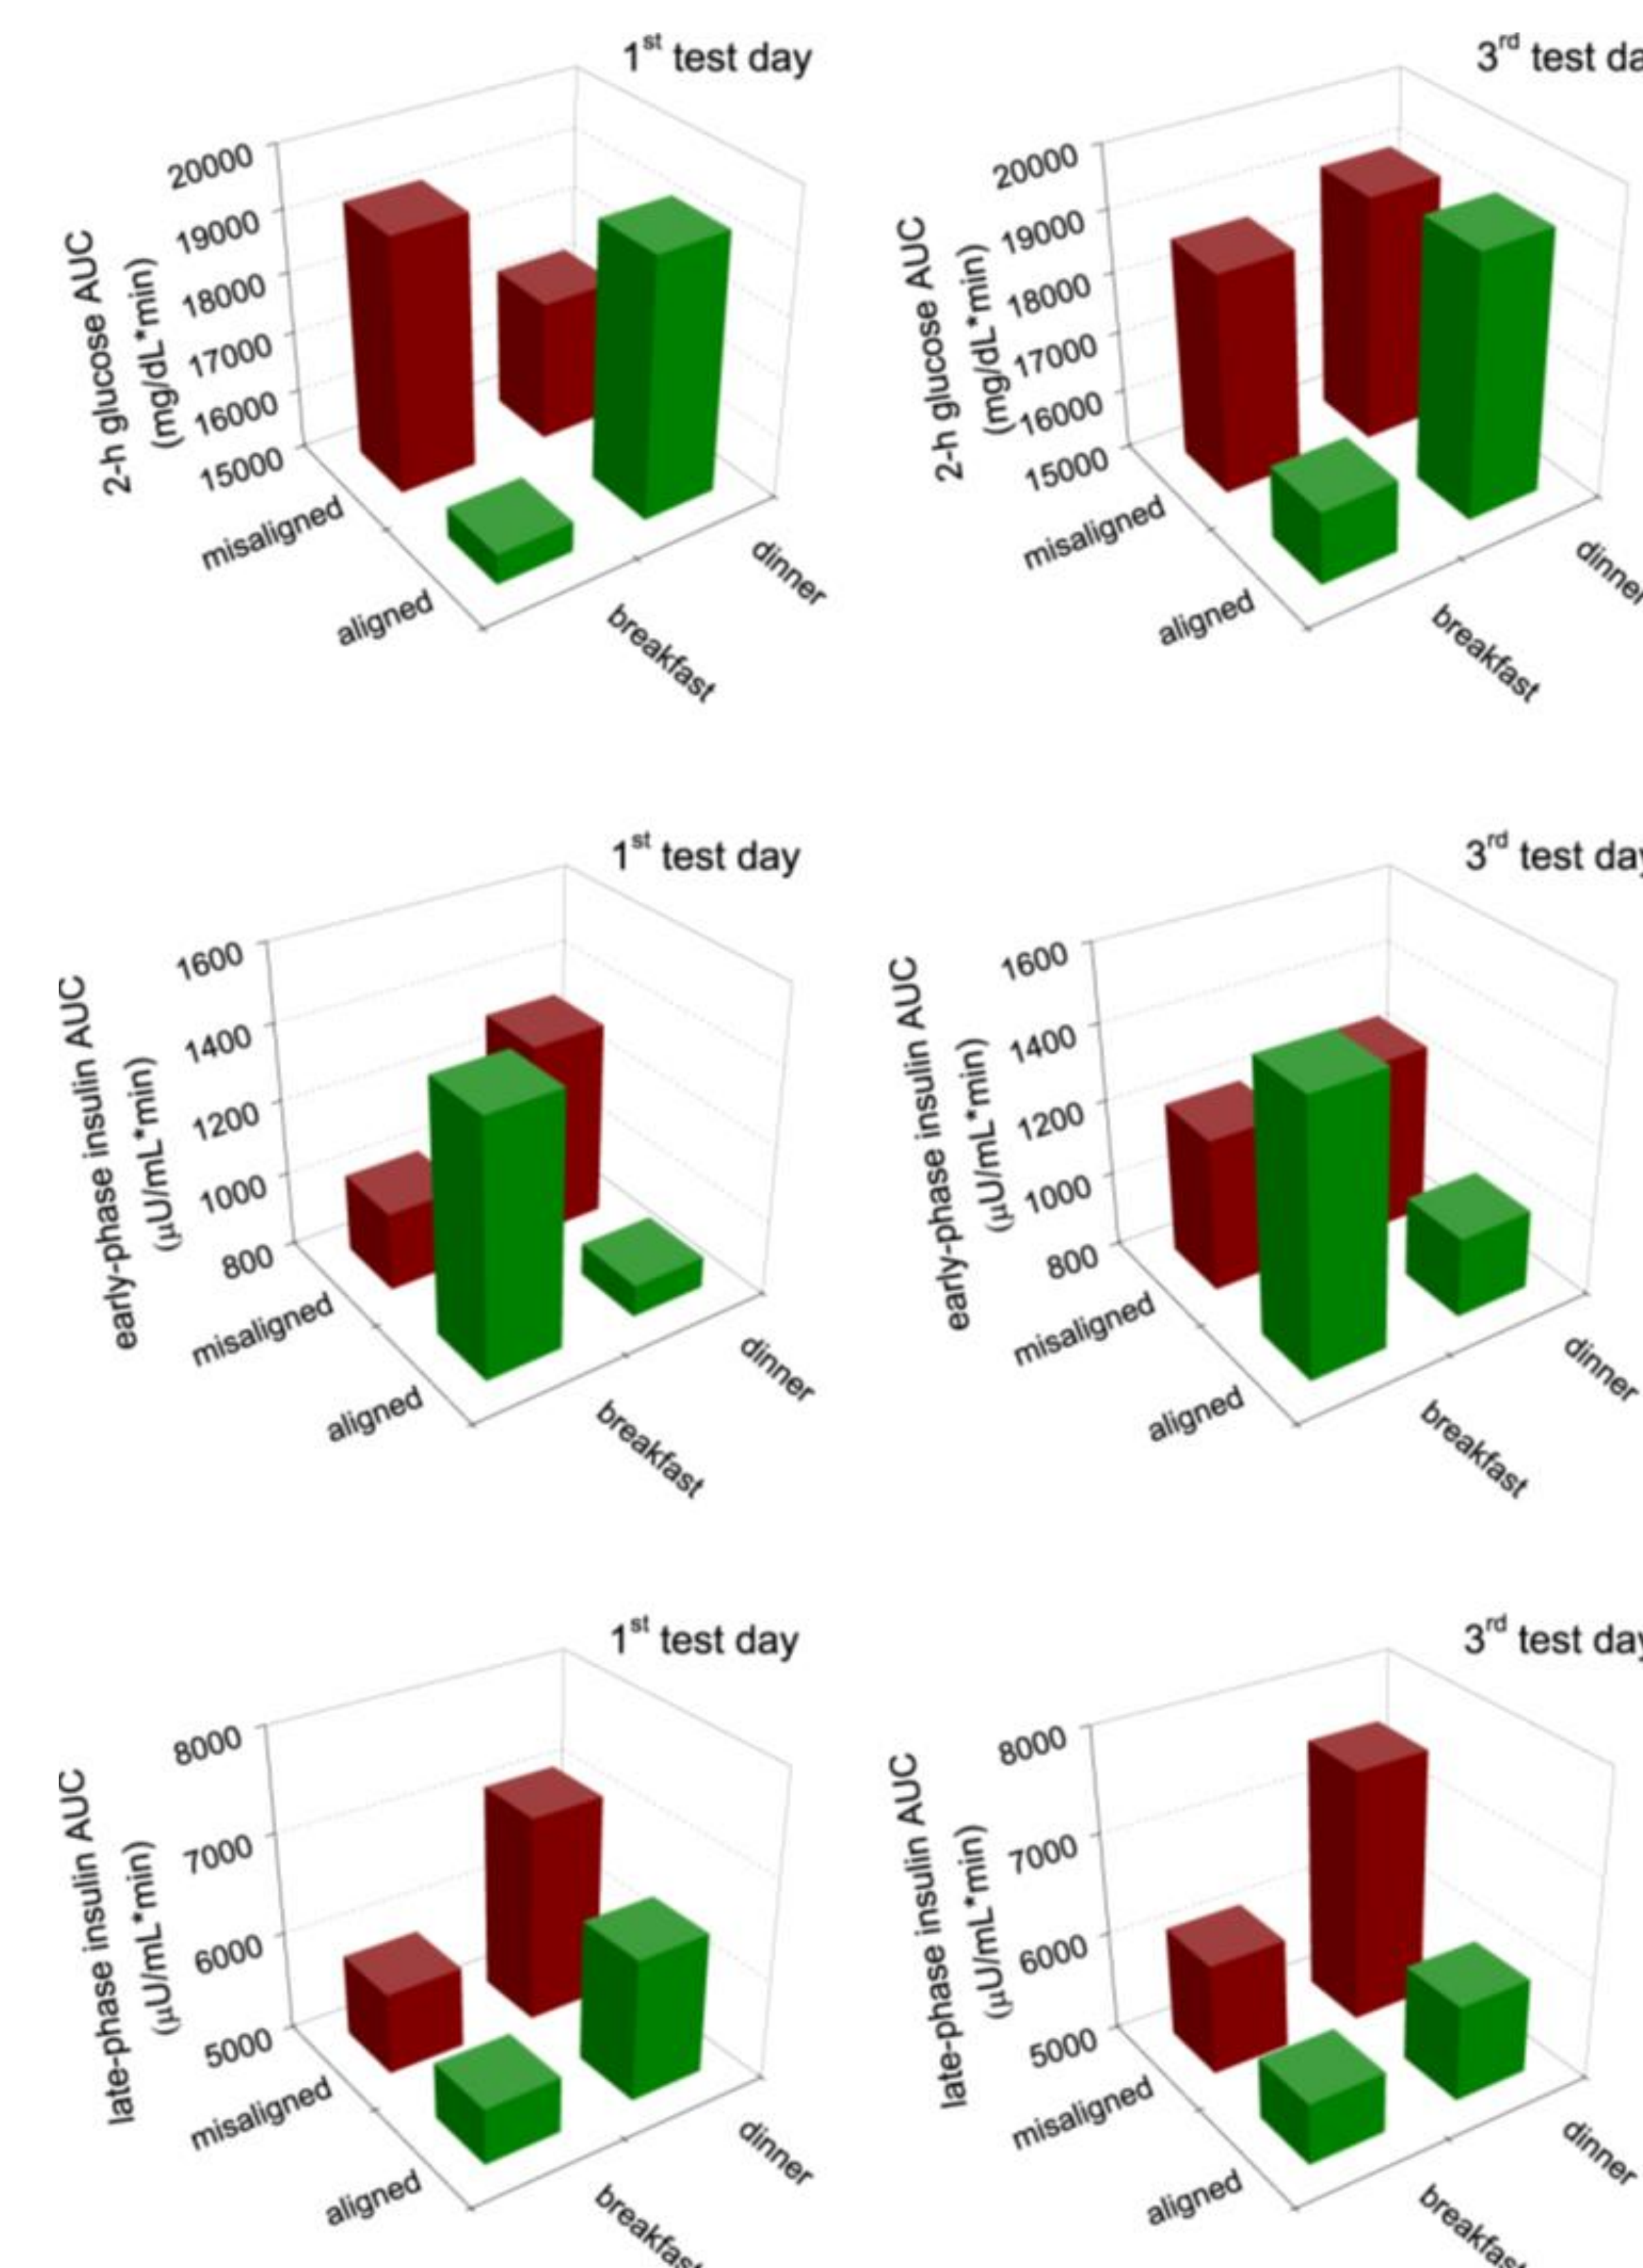 1st test day
20000
19000
18000
17000
16000
15000
2-h glucose AUC
(mg/dL*min)
misaligned
aligned
breakfast
dinner
3rd test da
20000
19000
18000
17000
16000
15000
2-h glucose AUC
(mg/dL*min)
misaligned
aligned
breakfast
dinner
1st test day
1600
1400
1200
1000
800
early-phase insulin AUC
(µU/mL*min)
misaligned
aligned
breakfast
dinner
3rd test day
1600
1400
1200
1000
800
early-phase insulin AUC
(µU/mL*min)
misaligned
aligned
breakfast
dinner
1st test day
8000
7000
6000
5000
late-phase insulin AUC
(µU/mL*min)
misaligned
aligned
breakfast
dinner
3rd test day
8000
7000
6000
5000
late-phase insulin AUC
(µU/mL*min)
misaligned
aligned
breakfast
dinner